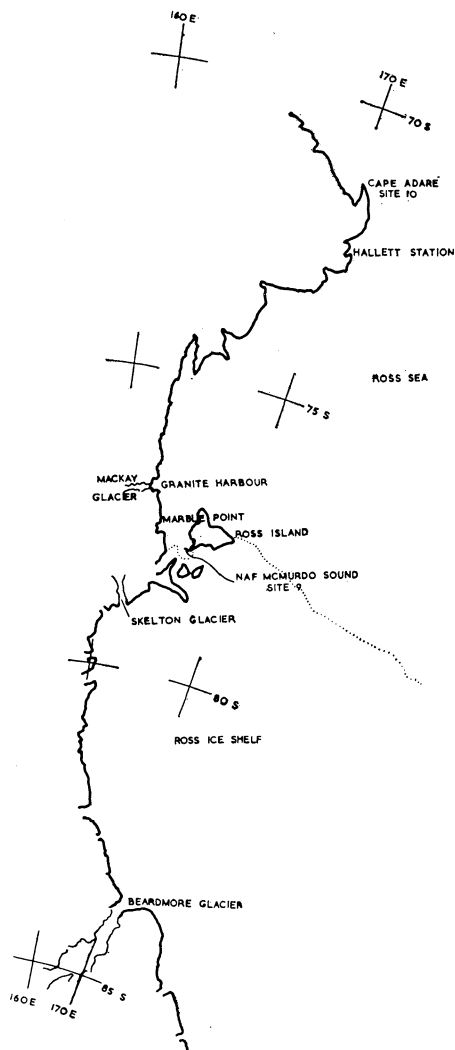 160 E
170 E
70 S
CAPE ADARE
SITE 10
HALLETT STATION
ROSS SEA
75 S
MACKAY
GLACIER
GRANITE HARBOUR
MARBLE POINT
ROSS ISLAND
NAF MCMURDO SOUND
SITE 9
SKELTON GLACIER
80 S
ROSS ICE SHELF
BEARDMORE GLACIER
85 S
160 E
170 E